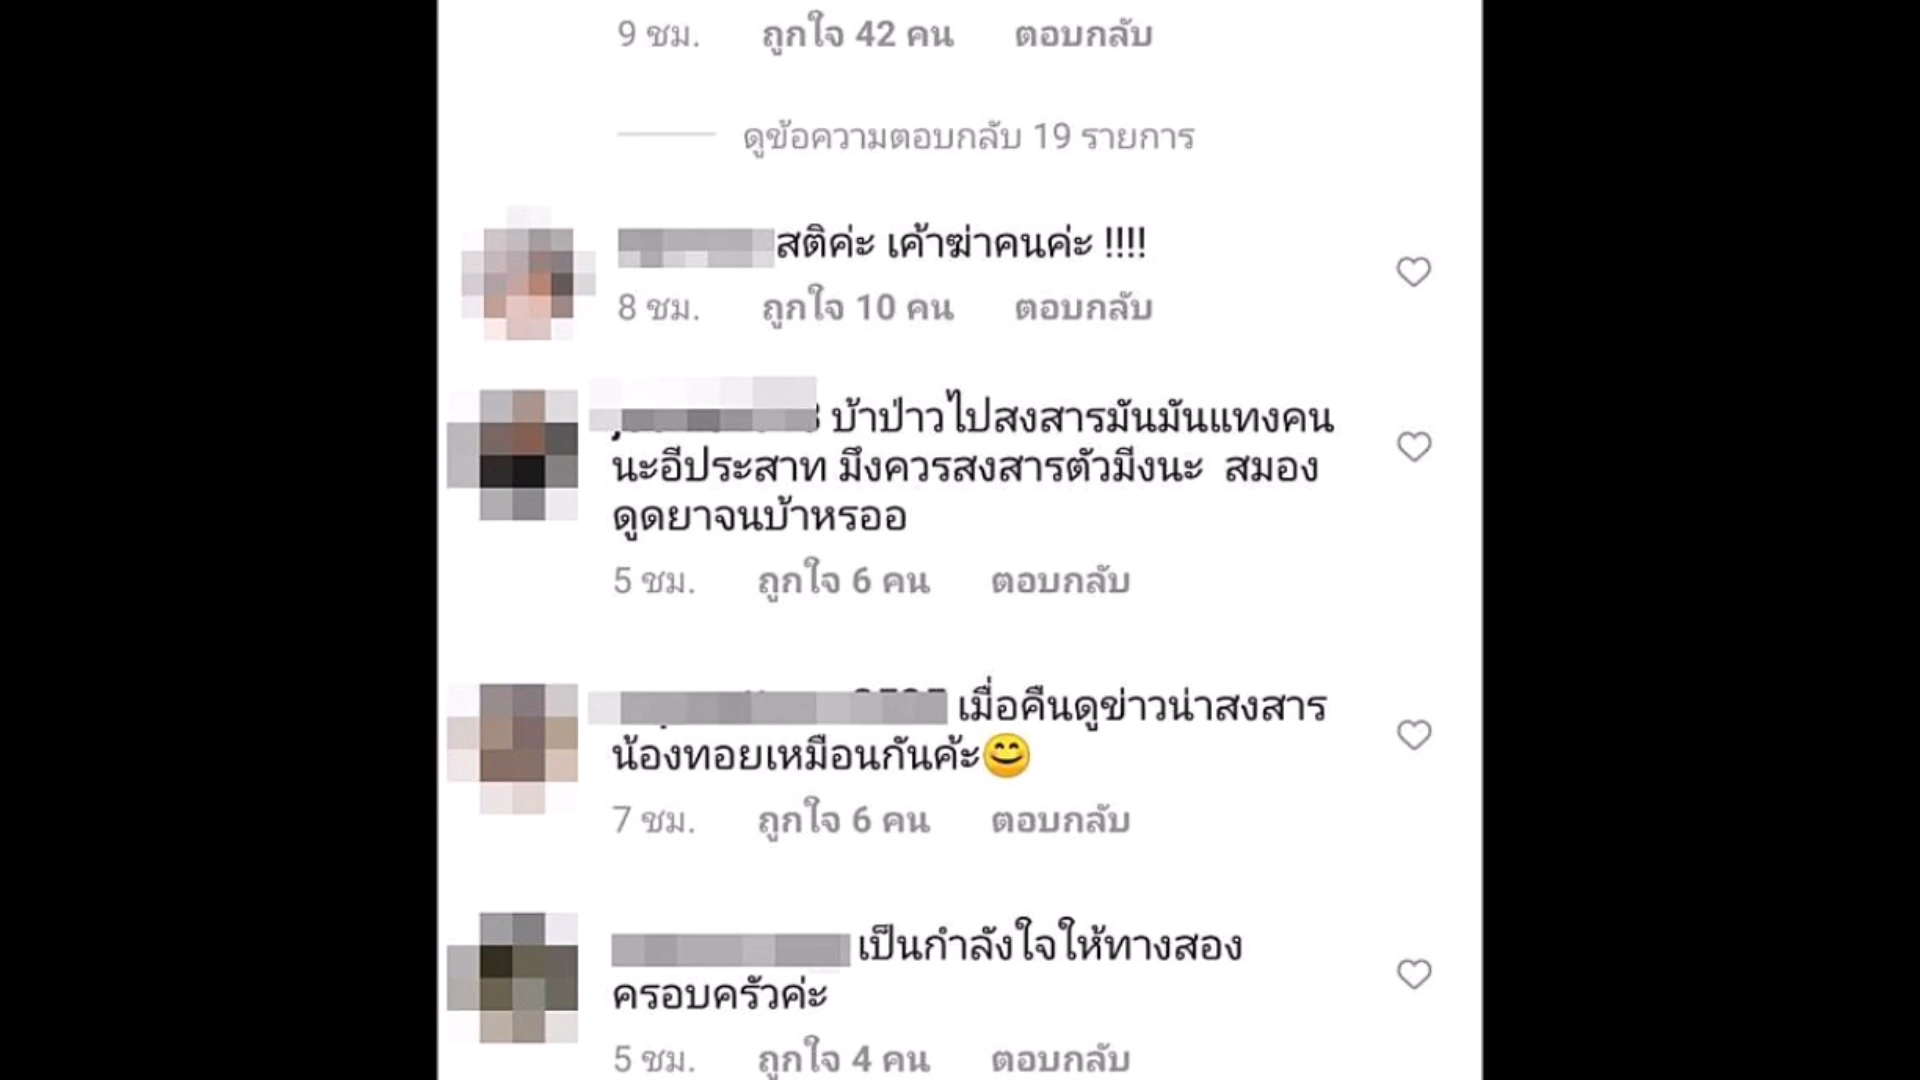 9 ชม. ถูกใจ 42 คน ตอบกลับ
ดูข้อความตอบกลับ 19 รายการ
สติค่ะ เค้าฆ่าคนค่ะ !!!!
8 ชม. ถูกใจ 10 คน ตอบกลับ
บ้าป่าวไปสงสารมันมันแทงคน
นะอีประสาท มึงควรสงสารตัวมีงนะ สมอง
ดูดยาจนบ้าหรออ
5 ชม. ถูกใจ 6 คน ตอบกลับ
เมื่อคืนดูข่าวน่าสงสาร
น้องทอยเหมือนกันค้ะ😊
7 ชม. ถูกใจ 6 คน ตอบกลับ
เป็นกำลังใจให้ทางสอง
ครอบครัวค่ะ
5 ชม. ถูกใจ 4 คน ตอบกลับ